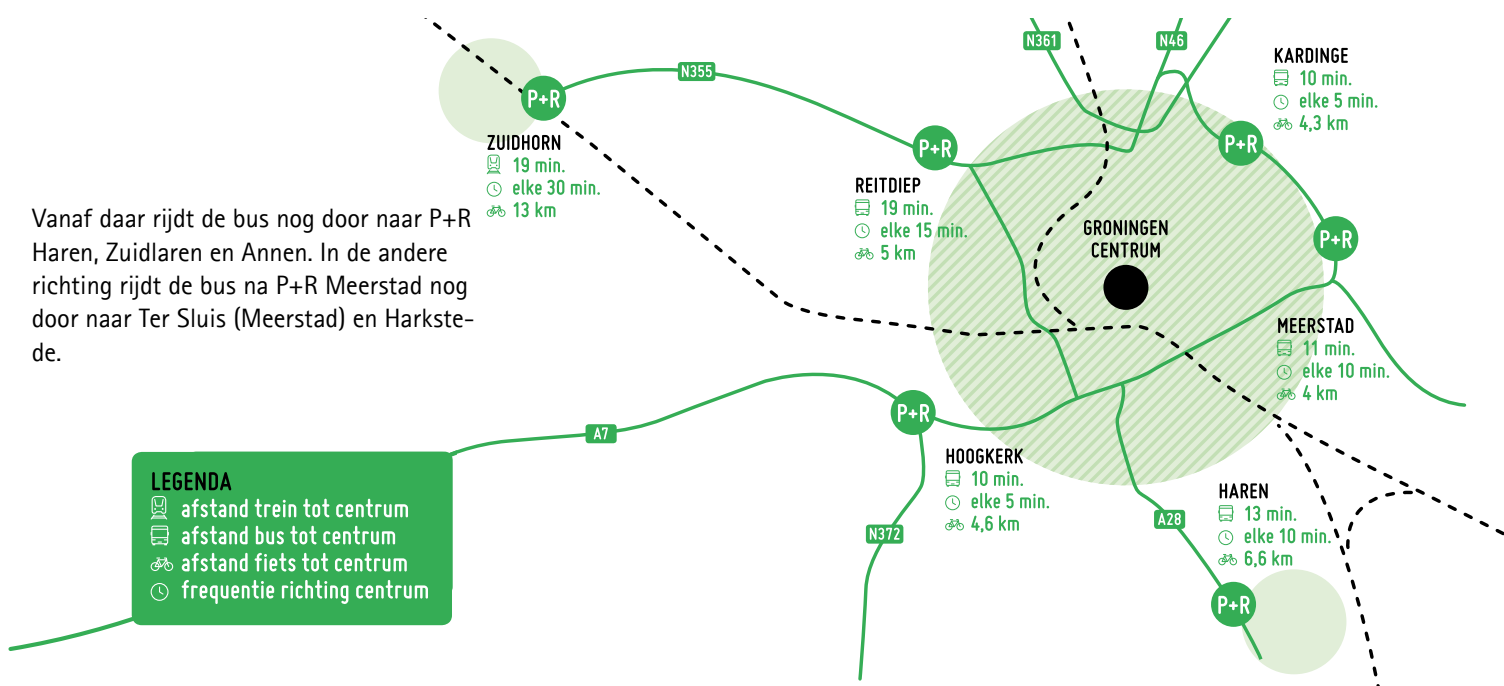 Vanaf daar rijdt de bus nog door naar P+R
Haren, Zuidlaren en Annen. In de andere
richting rijdt de bus na P+R Meerstad nog
door naar Ter Sluis (Meerstad) en Harkste-
de.
P+R
ZUIDHORN
19 min.
elke 30 min.
13 km
N355
P+R
REITDIEP
19 min.
elke 15 min.
5 km
N361
N46
KARDINGE
10 min.
elke 5 min.
4,3 km
P+R
GRONINGEN
CENTRUM
P+R
MEERSTAD
11 min.
elke 10 min.
4 km
A7
P+R
HOOGKERK
10 min.
elke 5 min.
4,6 km
N372
A28
HAREN
13 min.
elke 10 min.
6,6 km
P+R
LEGENDA
afstand trein tot centrum
afstand bus tot centrum
afstand fiets tot centrum
frequentie richting centrum